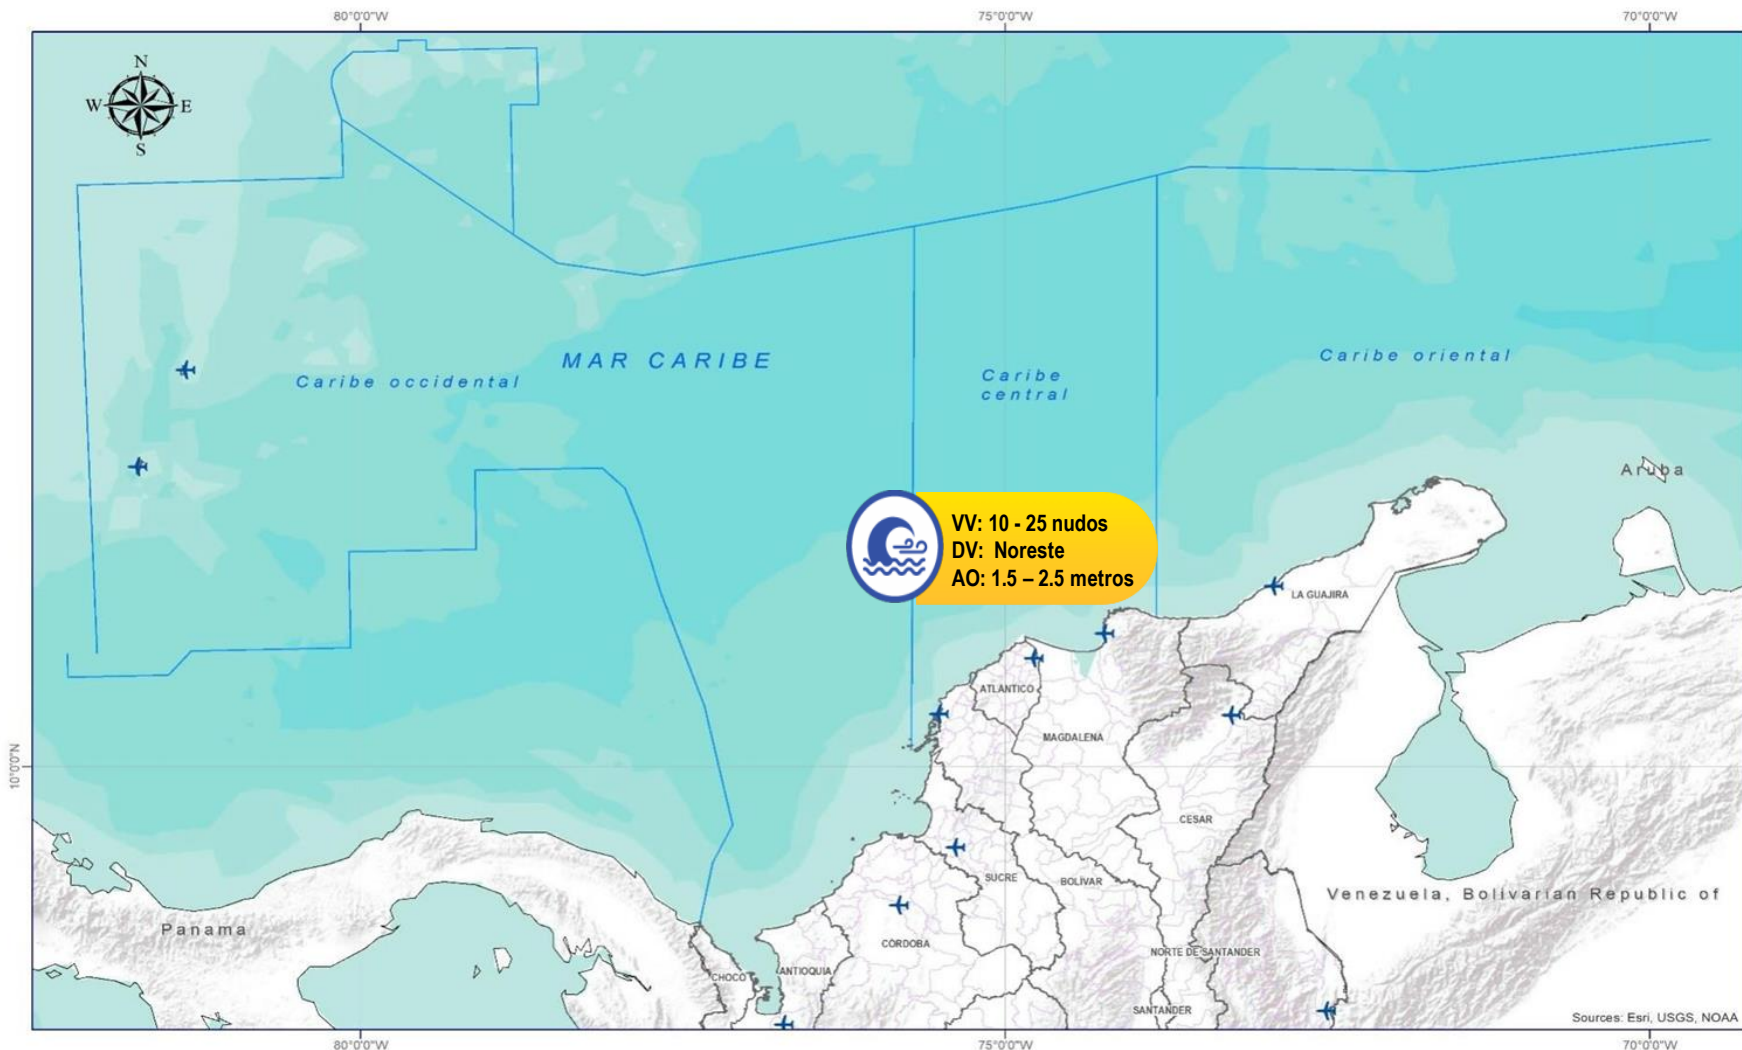 80°0'0"W
75°0'0"W
70°0'0"W
N
W
E
S
MAR CARIBE
Caribe occidental
Caribe
central
Caribe oriental
Aruba
VV: 10 - 25 nudos
DV: Noreste
AO: 1.5 – 2.5 metros
LA GUAJIRA
ATLANTICO
MAGDALENA
10°0'0"N
CESAR
SUCRE
BOLÍVAR
Venezuela, Bolivarian Republic of
Panama
CÓRDOBA
NORTE DE SANTANDER
CHOCO
ANTIOQUIA
SANTANDER
Sources: Esri, USGS, NOAA
80°0'0"W
75°0'0"W
70°0'0"W